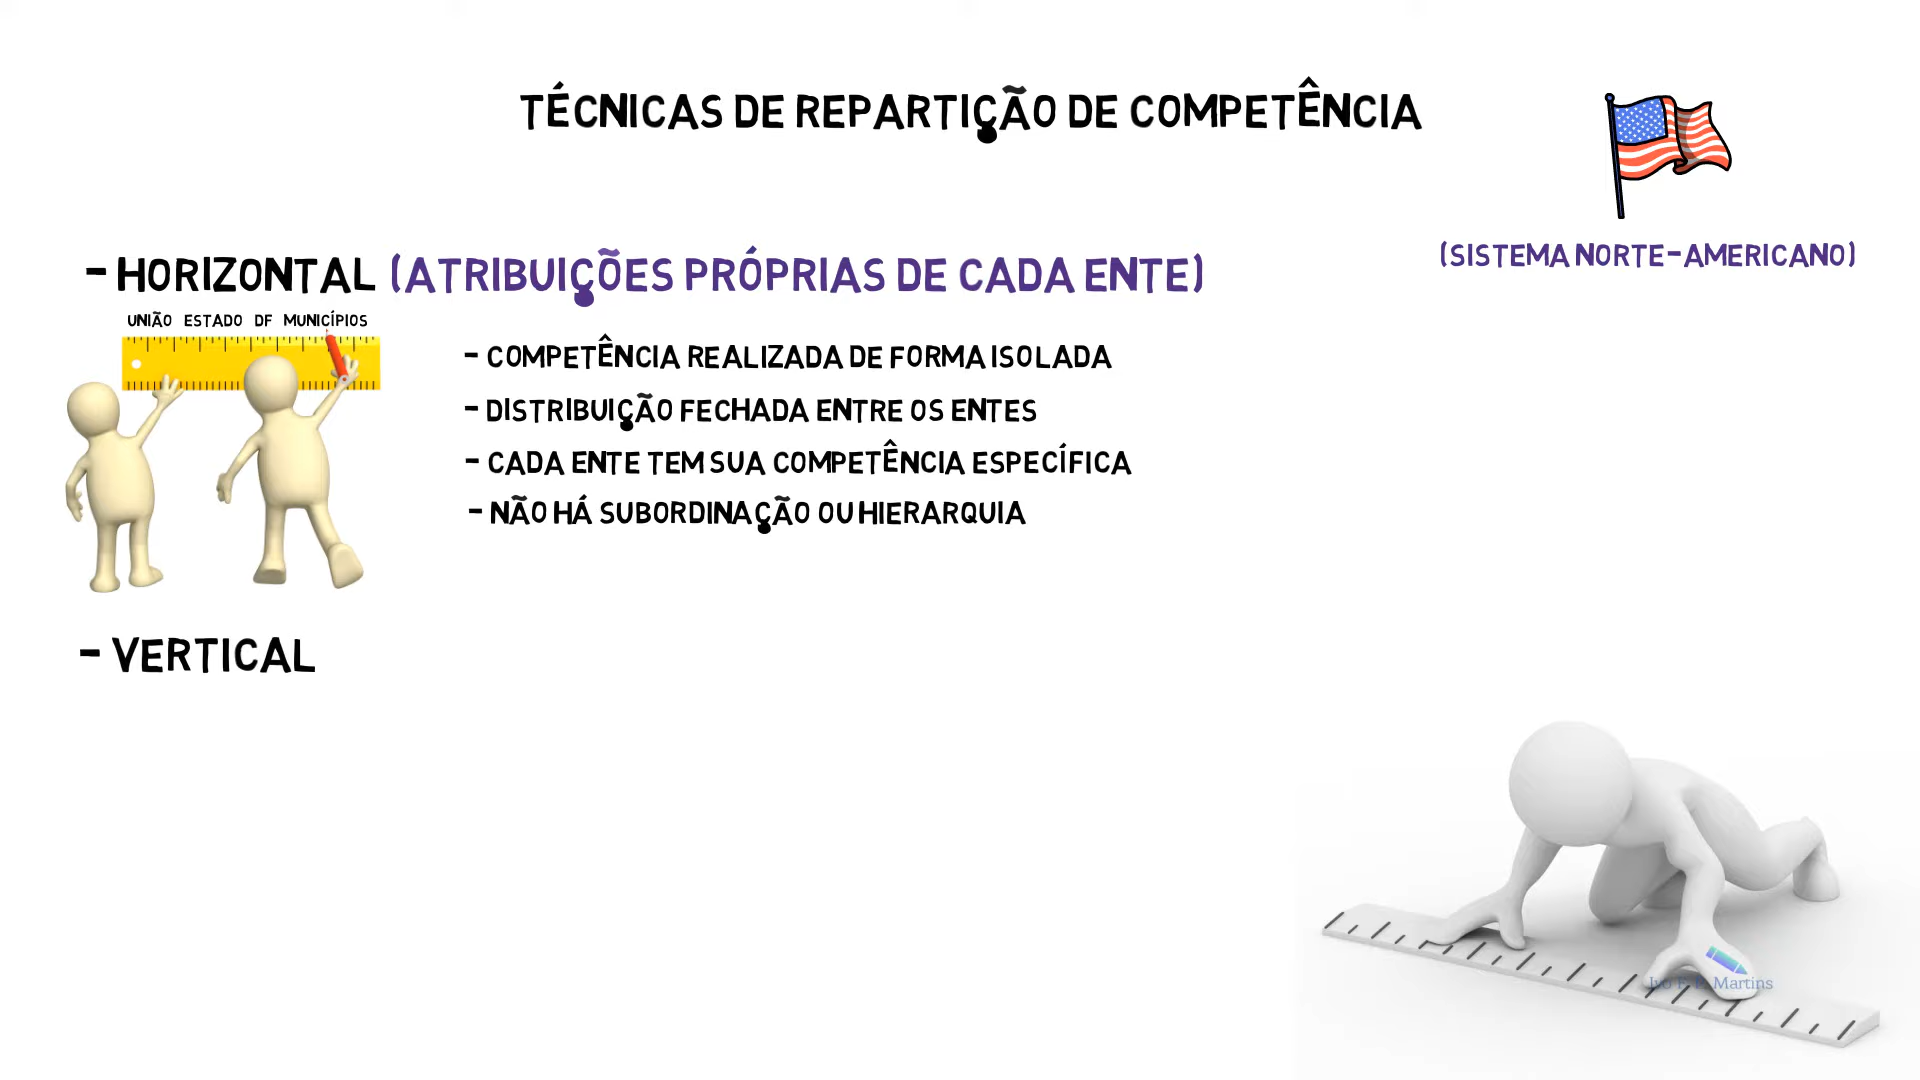 TÉCNICAS DE REPARTIÇÃO DE COMPETÊNCIA
(SISTEMA NORTE-AMERICANO)
- HORIZONTAL (ATRIBUIÇÕES PRÓPRIAS DE CADA ENTE)
UNIÃO ESTADO DF MUNICÍPIOS
- COMPETÊNCIA REALIZADA DE FORMA ISOLADA
- DISTRIBUIÇÃO FECHADA ENTRE OS ENTES
- CADA ENTE TEM SUA COMPETÊNCIA ESPECÍFICA
- NÃO HÁ SUBORDINAÇÃO OU HIERARQUIA
- VERTICAL
Martins